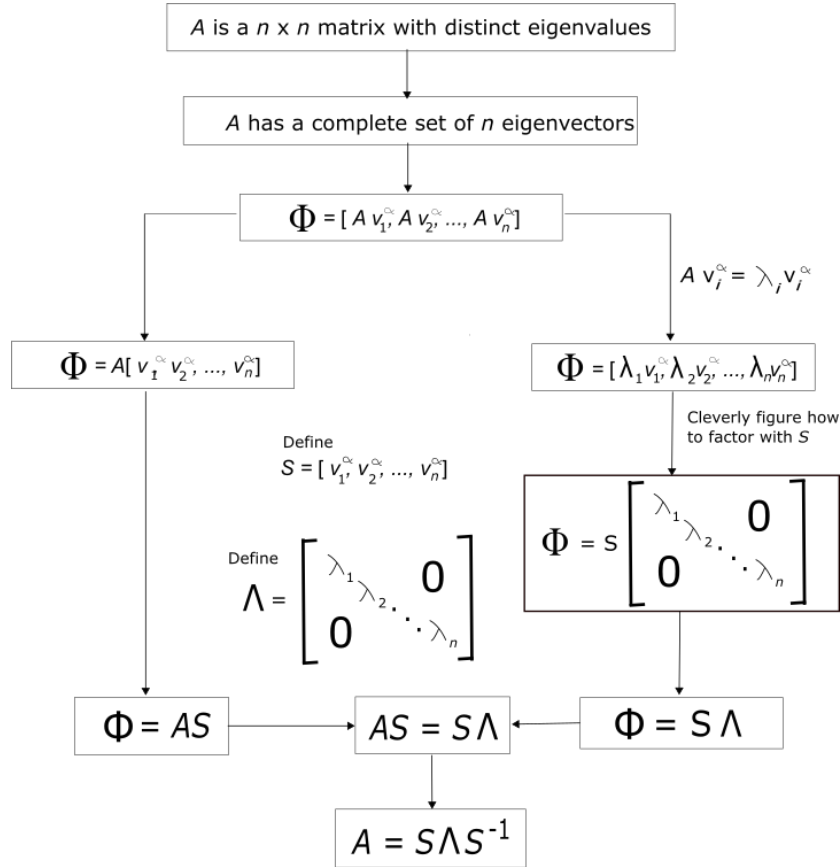 A is a n x n matrix with distinct eigenvalues
A has a complete set of n eigenvectors
Φ = [ A v₁^α, A v₂^α, ..., A vₙ^α ]
A vᵢ^α = λᵢ vᵢ^α
Φ = A[ v₁^α, v₂^α, ..., vₙ^α ]
Φ = [ λ₁v₁^α, λ₂v₂^α, ..., λₙvₙ^α ]
Cleverly figure how
to factor with S
Define
S = [ v₁^α, v₂^α, ..., vₙ^α ]
Φ = S [ λ₁ λ₂ ⋱ λₙ 0 0 ]
Define
Λ = [ λ₁ λ₂ ⋱ λₙ 0 0 ]
Φ = AS
AS = SΛ
Φ = SΛ
A = SΛS⁻¹